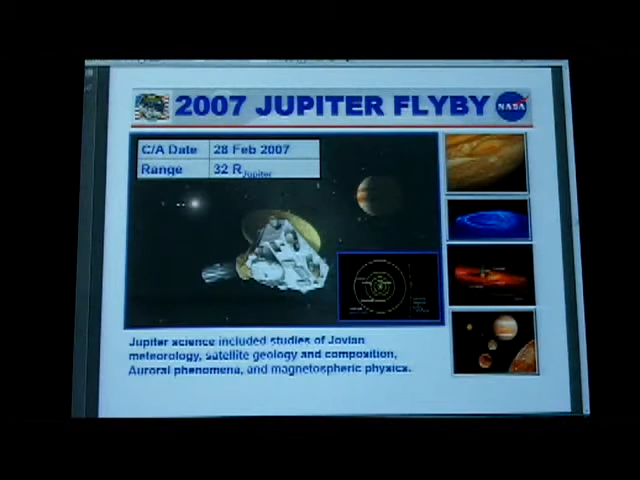 2007 JUPITER FLYBY
NASA
C/A Date 28 Feb 2007
Range 32 RJupiter
Jupiter science included studies of Jovian
meteorology, satellite geology and composition,
Auroral phenomena, and magnetospheric physics.